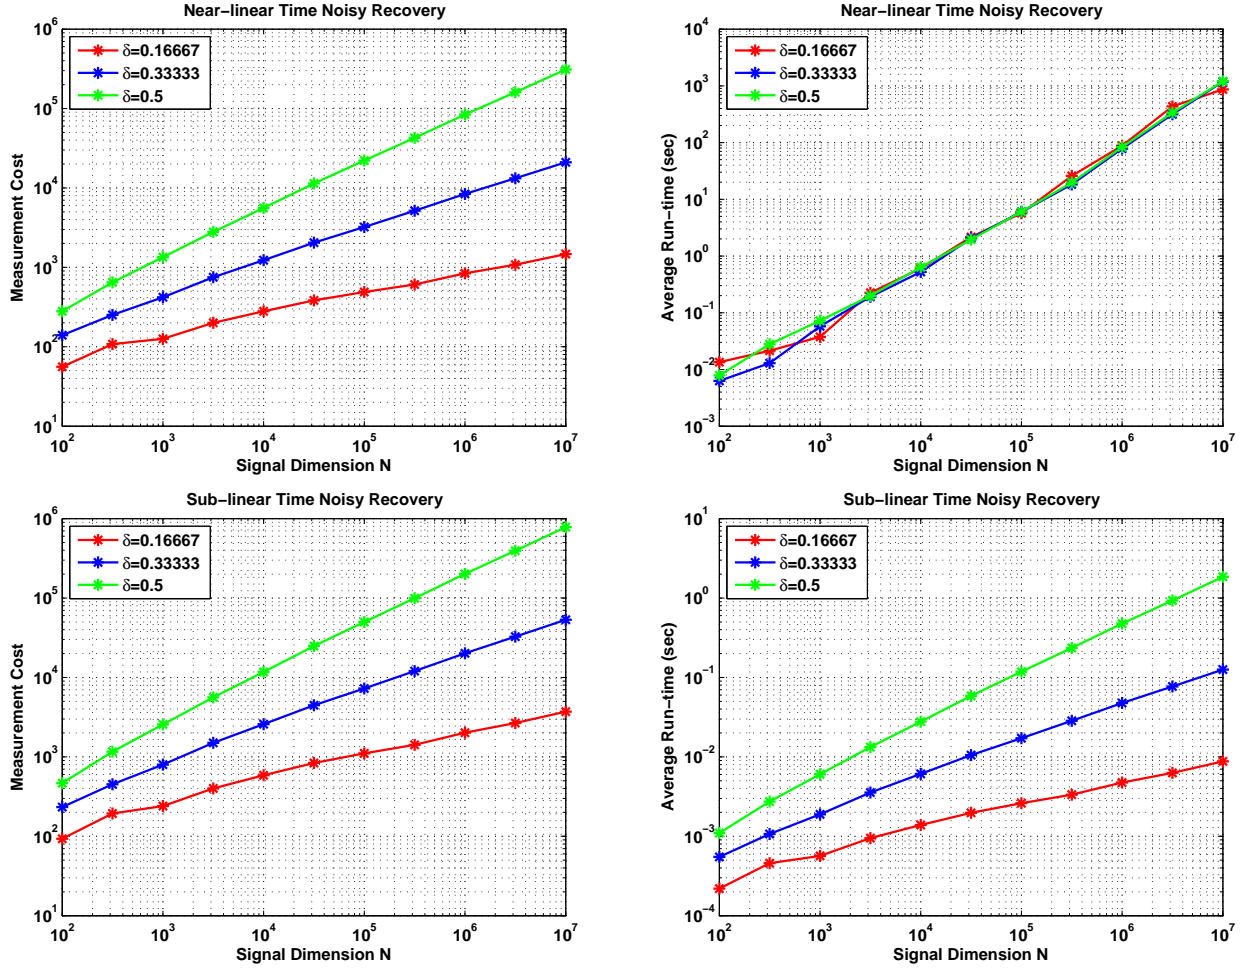 Near−linear Time Noisy Recovery
δ=0.16667
δ=0.33333
δ=0.5
Measurement Cost
10^6
10^5
10^4
10^3
10^2
10^1
10^2 10^3 10^4 10^5 10^6 10^7
Signal Dimension N
Near−linear Time Noisy Recovery
δ=0.16667
δ=0.33333
δ=0.5
Average Run−time (sec)
10^4
10^3
10^2
10^1
10^0
10^−1
10^−2
10^−3
10^2 10^3 10^4 10^5 10^6 10^7
Signal Dimension N
Sub−linear Time Noisy Recovery
δ=0.16667
δ=0.33333
δ=0.5
Measurement Cost
10^6
10^5
10^4
10^3
10^2
10^1
10^2 10^3 10^4 10^5 10^6 10^7
Signal Dimension N
Sub−linear Time Noisy Recovery
δ=0.16667
δ=0.33333
δ=0.5
Average Run−time (sec)
10^1
10^0
10^−1
10^−2
10^−3
10^−4
10^2 10^3 10^4 10^5 10^6 10^7
Signal Dimension N